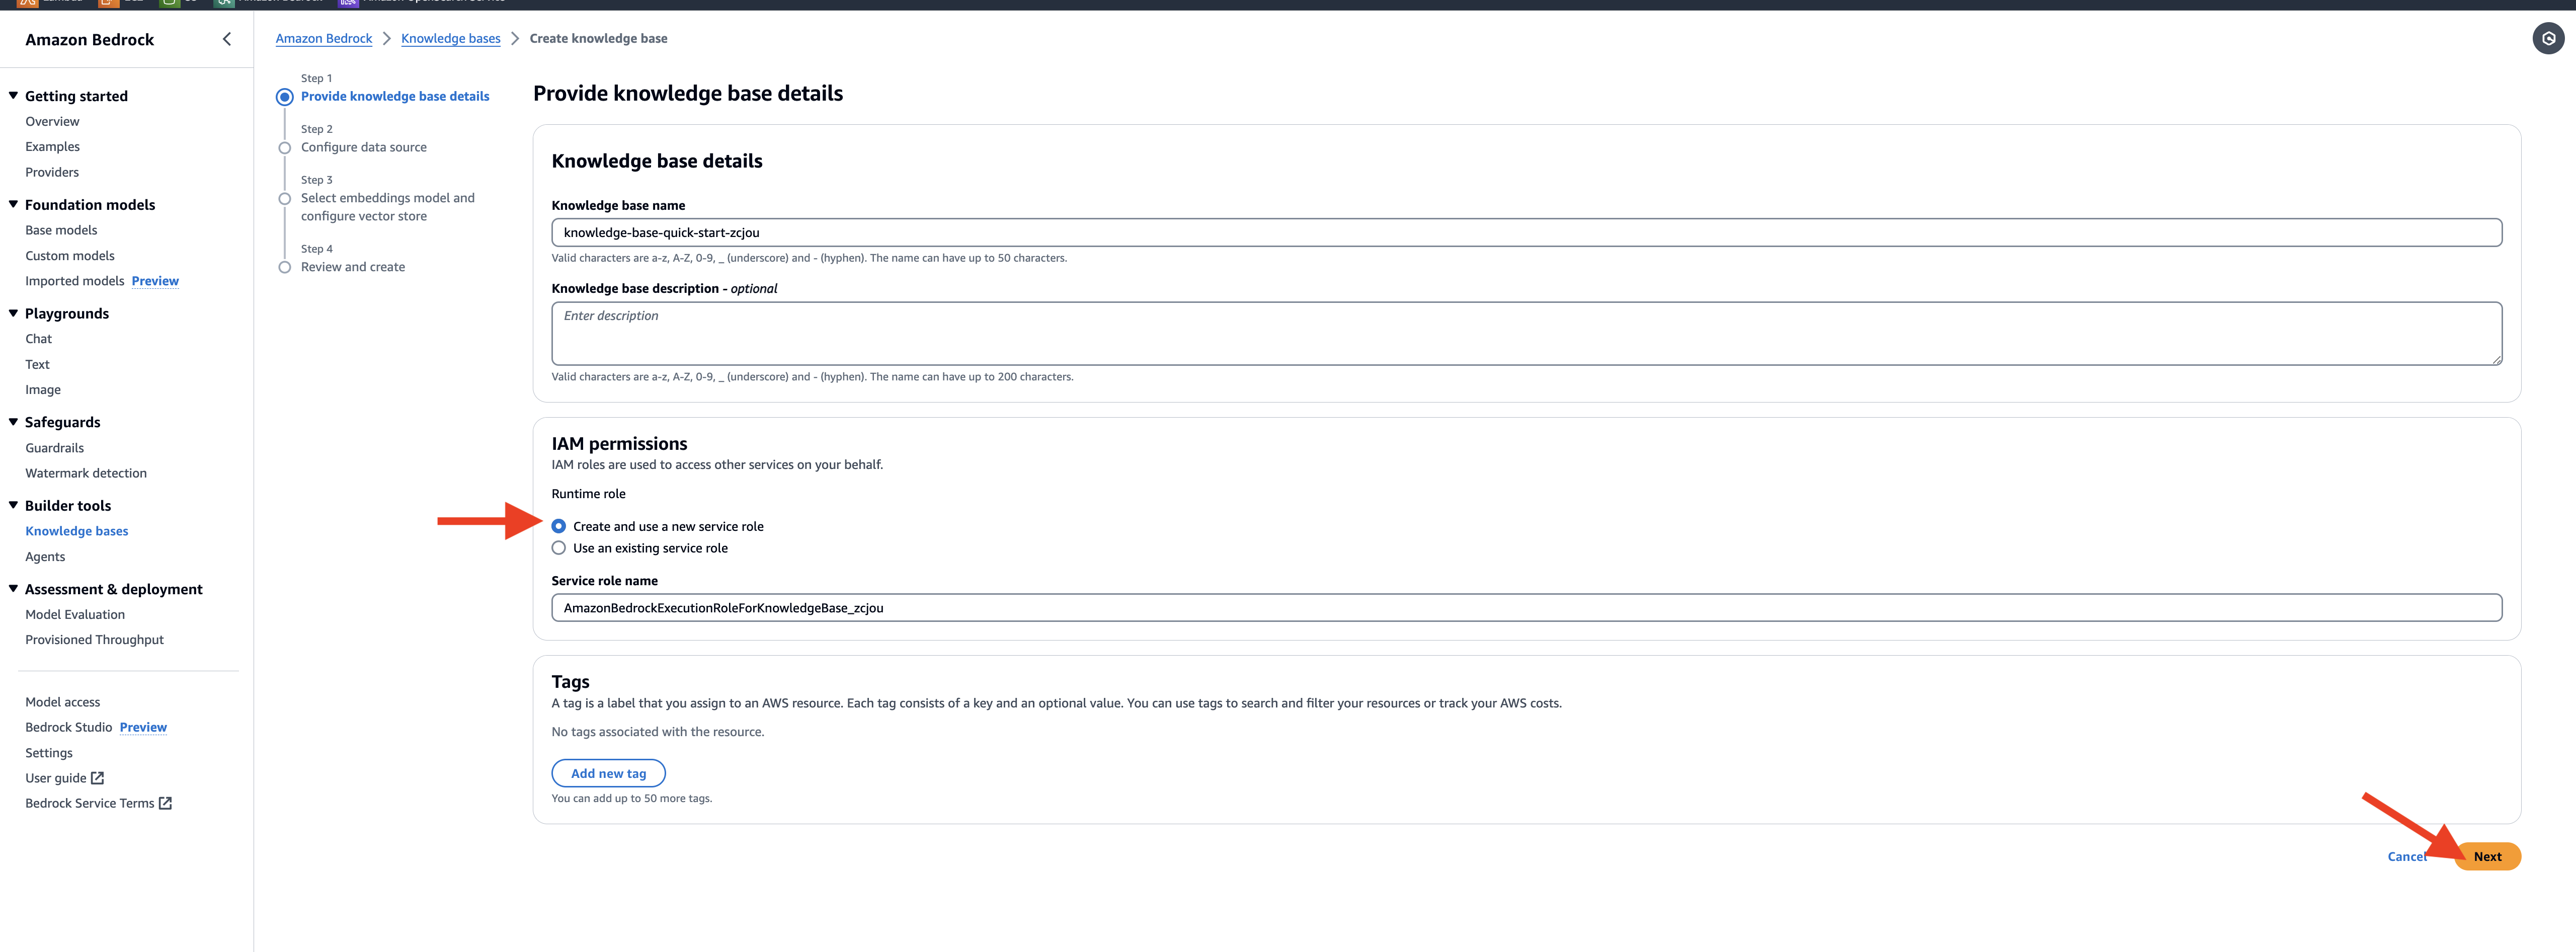 Amazon Bedrock
Getting started
Overview
Examples
Providers
Foundation models
Base models
Custom models
Imported models Preview
Playgrounds
Chat
Text
Image
Safeguards
Guardrails
Watermark detection
Builder tools
Knowledge bases
Agents
Assessment & deployment
Model Evaluation
Provisioned Throughput
Model access
Bedrock Studio Preview
Settings
User guide
Bedrock Service Terms
Amazon Bedrock > Knowledge bases > Create knowledge base
Step 1
Provide knowledge base details
Step 2
Configure data source
Step 3
Select embeddings model and
configure vector store
Step 4
Review and create
Provide knowledge base details
Knowledge base details
Knowledge base name
knowledge-base-quick-start-zcjou
Valid characters are a-z, A-Z, 0-9, _ (underscore) and - (hyphen). The name can have up to 50 characters.
Knowledge base description - optional
Enter description
Valid characters are a-z, A-Z, 0-9, _ (underscore) and - (hyphen). The name can have up to 200 characters.
IAM permissions
IAM roles are used to access other services on your behalf.
Runtime role
Create and use a new service role
Use an existing service role
Service role name
AmazonBedrockExecutionRoleForKnowledgeBase_zcjou
Tags
A tag is a label that you assign to an AWS resource. Each tag consists of a key and an optional value. You can use tags to search and filter your resources or track your AWS costs.
No tags associated with the resource.
Add new tag
You can add up to 50 more tags.
Cancel
Next